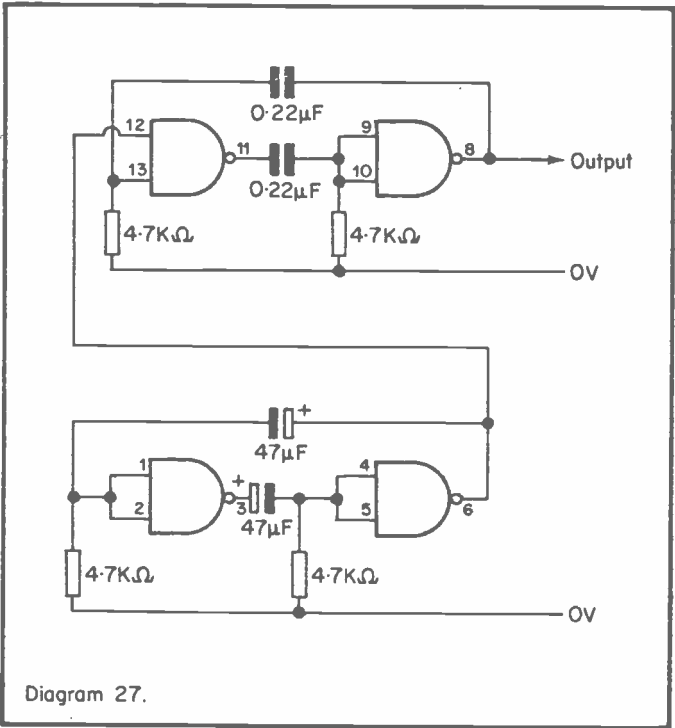 0·22µF
12
11
9
8
Output
13
0·22µF
10
4·7KΩ
4·7KΩ
0V
+
47µF
1
+
4
2
3
47µF
5
6
4·7KΩ
4·7KΩ
0V
Diagram 27.